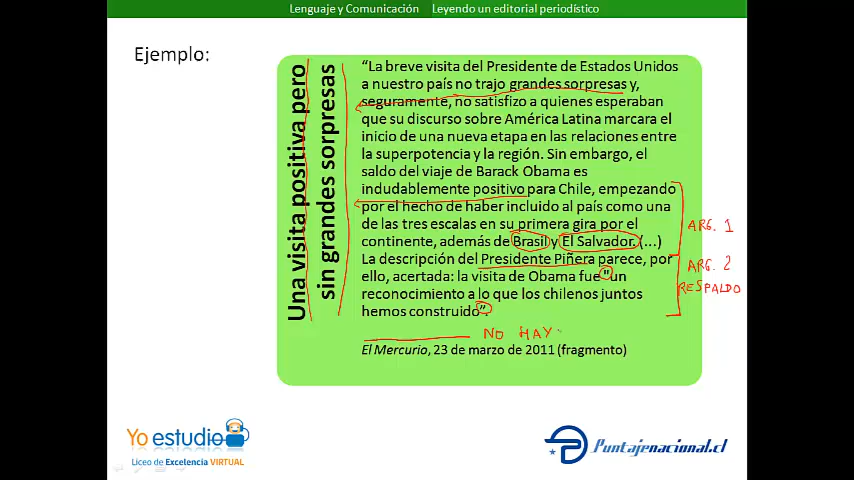 Lenguaje y Comunicación Leyendo un editorial periodístico
Ejemplo:
Una visita positiva pero
sin grandes sorpresas
“La breve visita del Presidente de Estados Unidos
a nuestro país no trajo grandes sorpresas y,
seguramente, no satisfizo a quienes esperaban
que su discurso sobre América Latina marcara el
inicio de una nueva etapa en las relaciones entre
la superpotencia y la región. Sin embargo, el
saldo del viaje de Barack Obama es
indudablemente positivo para Chile, empezando
por el hecho de haber incluido al país como una
de las tres escalas en su primera gira por el
continente, además de Brasil y El Salvador. (...)
La descripción del Presidente Piñera parece, por
ello, acertada: la visita de Obama fue "un
reconocimiento a lo que los chilenos juntos
hemos construido”.
ARG. 1
ARG. 2
RESPALDO
NO HAY
El Mercurio, 23 de marzo de 2011 (fragmento)
Yo estudio
Liceo de Excelencia VIRTUAL
Puntajenacional.cl